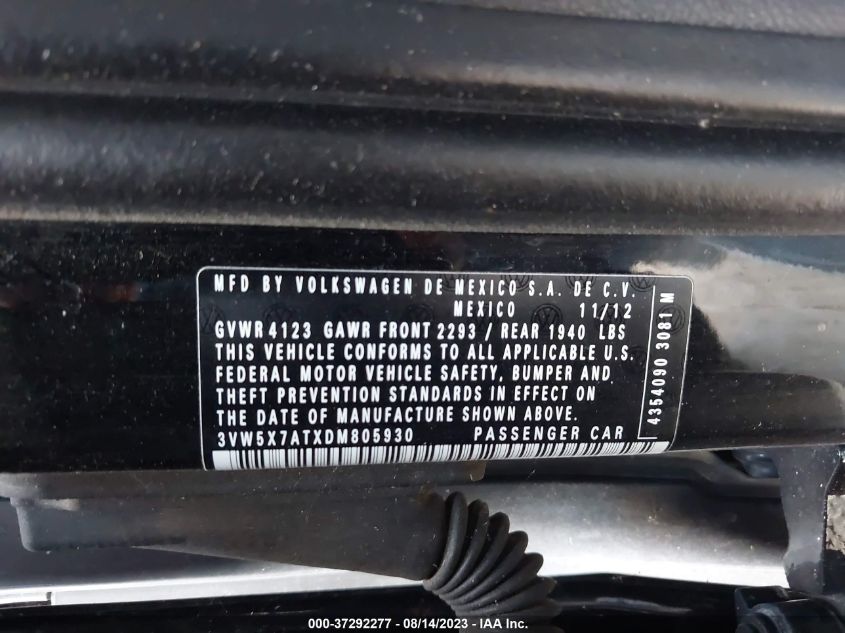 MFD BY VOLKSWAGEN DE MEXICO S.A. DE C.V.
MEXICO 11/12
GVWR 4123 GAWR FRONT 2293 / REAR 1940 LBS
THIS VEHICLE CONFORMS TO ALL APPLICABLE U.S.
FEDERAL MOTOR VEHICLE SAFETY, BUMPER AND
THEFT PREVENTION STANDARDS IN EFFECT ON
THE DATE OF MANUFACTURE SHOWN ABOVE.
3VW5X7ATXDM805930 PASSENGER CAR
4354090 3081 M
000-37292277 - 08/14/2023 - IAA Inc.